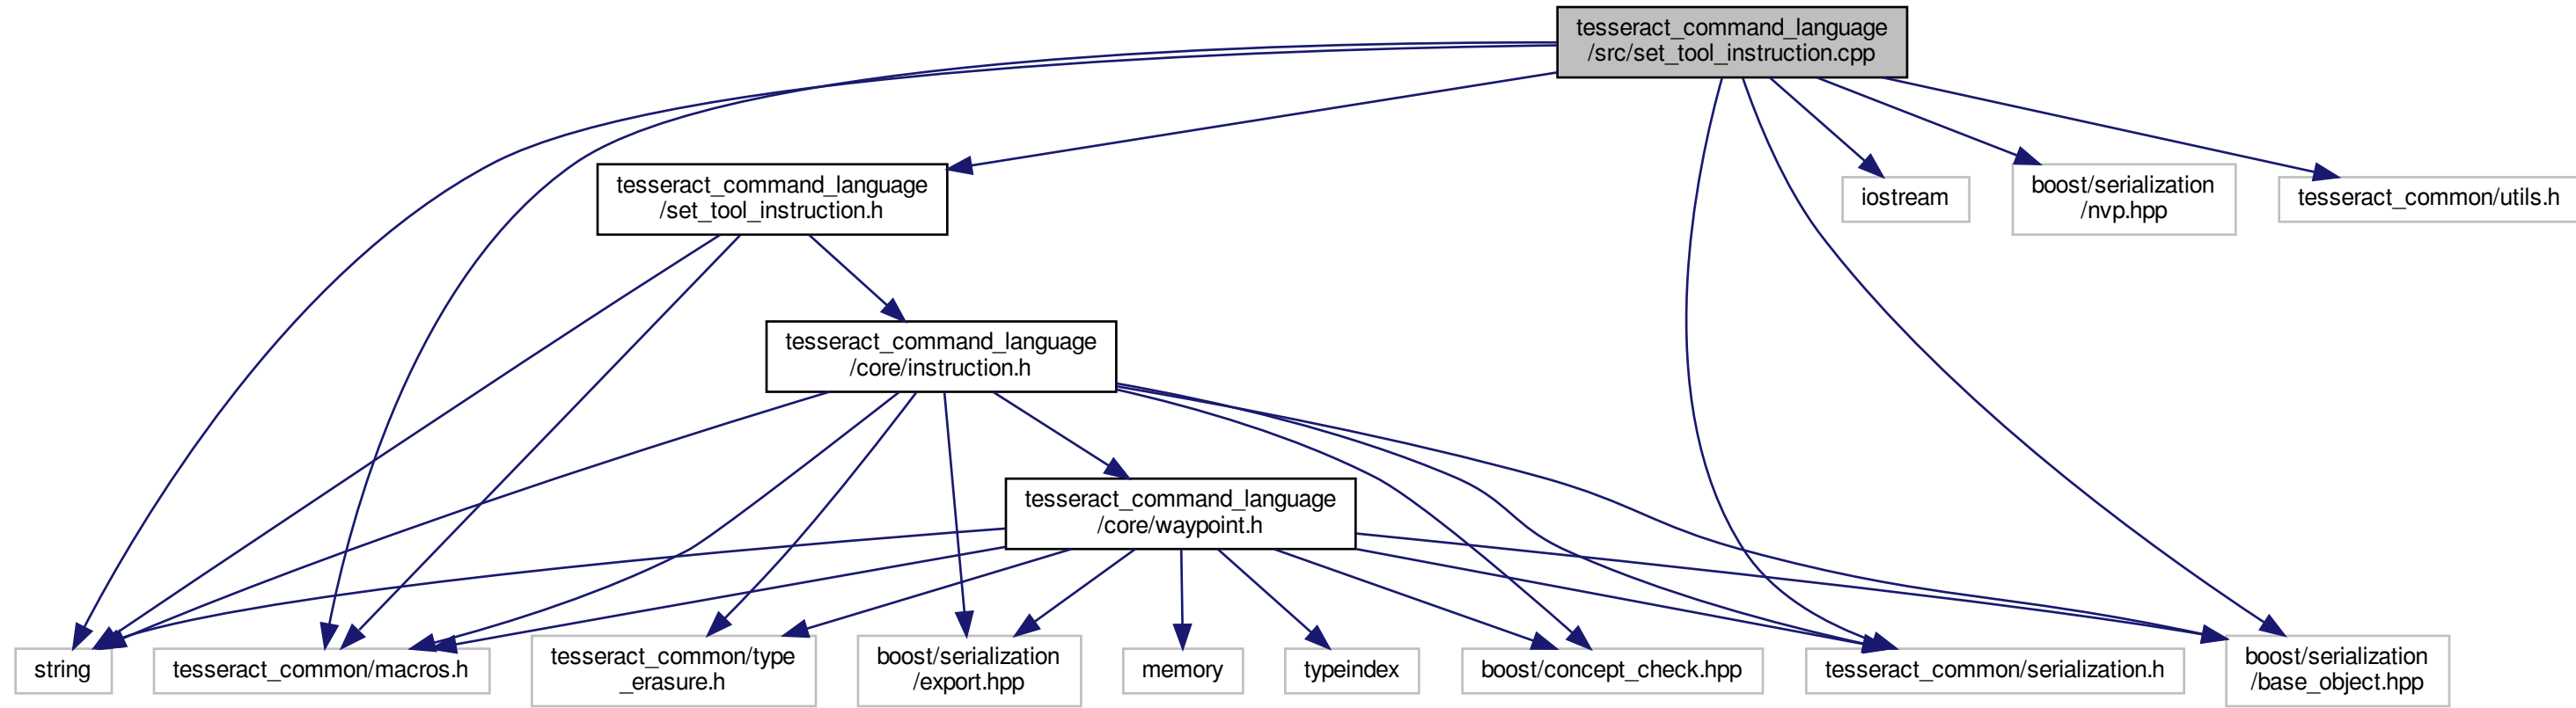 tesseract_command_language
/src/set_tool_instruction.cpp
tesseract_command_language
/set_tool_instruction.h
iostream
boost/serialization
/nvp.hpp
tesseract_common/utils.h
tesseract_command_language
/core/instruction.h
tesseract_command_language
/core/waypoint.h
string
tesseract_common/macros.h
tesseract_common/type
_erasure.h
boost/serialization
/export.hpp
memory
typeindex
boost/concept_check.hpp
tesseract_common/serialization.h
boost/serialization
/base_object.hpp